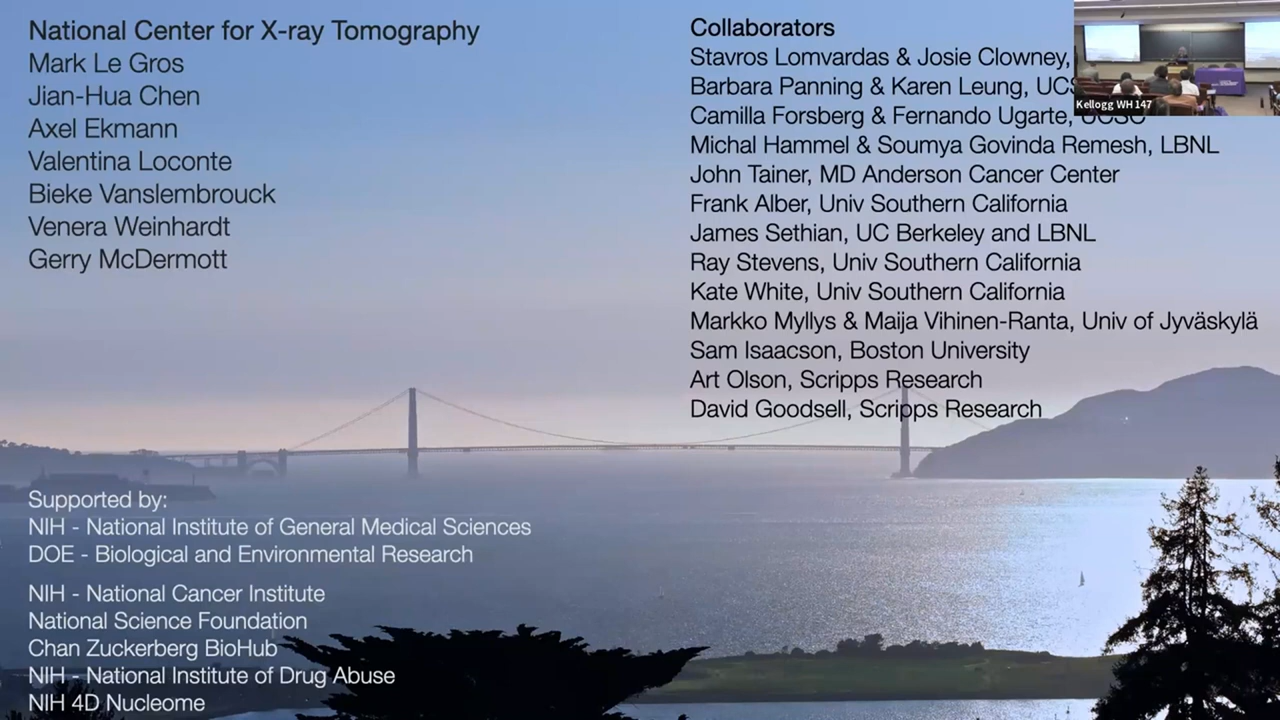 National Center for X-ray Tomography
Mark Le Gros
Jian-Hua Chen
Axel Ekmann
Valentina Loconte
Bieke Vanslembrouck
Venera Weinhardt
Gerry McDermott
Collaborators
Stavros Lomvardas & Josie Clowney,
Barbara Panning & Karen Leung,
Camilla Forsberg & Fernando Ugarte, UCSC
Michal Hammel & Soumya Govinda Remesh, LBNL
John Tainer, MD Anderson Cancer Center
Frank Alber, Univ Southern California
James Sethian, UC Berkeley and LBNL
Ray Stevens, Univ Southern California
Kate White, Univ Southern California
Markko Myllys & Maija Vihinen-Ranta, Univ of Jyväskylä
Sam Isaacson, Boston University
Art Olson, Scripps Research
David Goodsell, Scripps Research
Kellogg WH 147
Supported by:
NIH - National Institute of General Medical Sciences
DOE - Biological and Environmental Research
NIH - National Cancer Institute
National Science Foundation
Chan Zuckerberg BioHub
NIH - National Institute of Drug Abuse
NIH 4D Nucleome